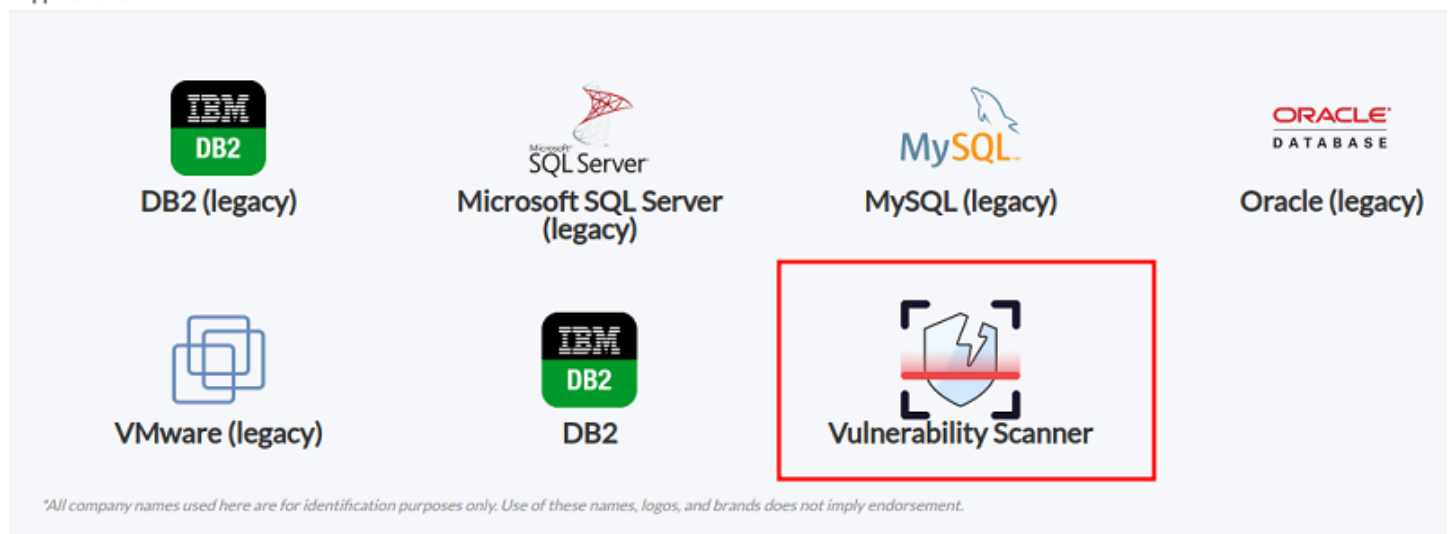 IBM
DB2
DB2 (legacy)
Microsoft
SQL Server
Microsoft SQL Server
(legacy)
MySQL
MySQL (legacy)
ORACLE
DATABASE
Oracle (legacy)
VMware (legacy)
IBM
DB2
DB2
Vulnerability Scanner
*All company names used here are for identification purposes only. Use of these names, logos, and brands does not imply endorsement.